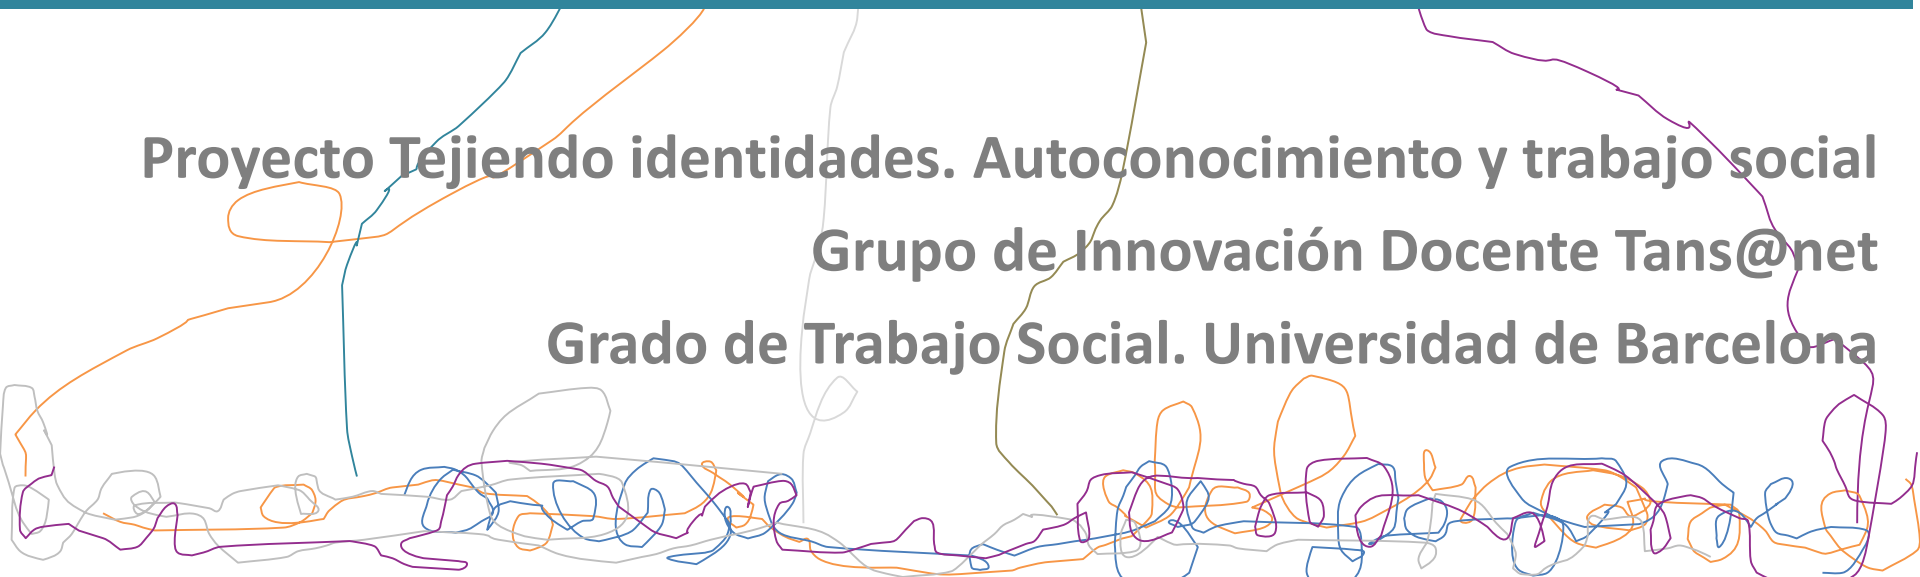 Proyecto Tejiendo identidades. Autoconocimiento y trabajo social
Grupo de Innovación Docente Tans@net
Grado de Trabajo Social. Universidad de Barcelona